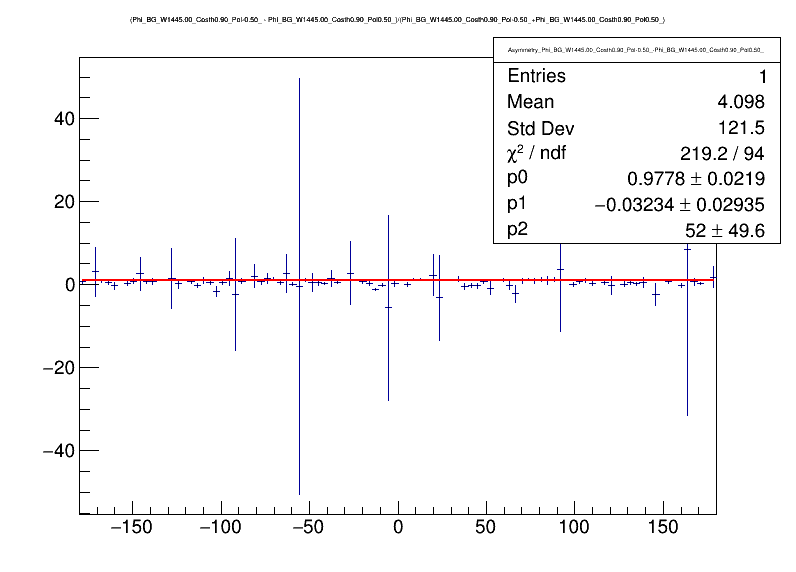 (Phi_BG_W1445.00_Costh0.90_Pol-0.50_ - Phi_BG_W1445.00_Costh0.90_Pol0.50_)/(Phi_BG_W1445.00_Costh0.90_Pol-0.50_+Phi_BG_W1445.00_Costh0.90_Pol0.50_)
Asymmetry_Phi_BG_W1445.00_Costh0.90_Pol-0.50_-Phi_BG_W1445.00_Costh0.90_Pol0.50_
Entries 1
Mean 4.098
Std Dev 121.5
χ² / ndf 219.2 / 94
p0 0.9778 ± 0.0219
p1 −0.03234 ± 0.02935
p2 52 ± 49.6
40
20
0
−20
−40
−150 −100 −50 0 50 100 150